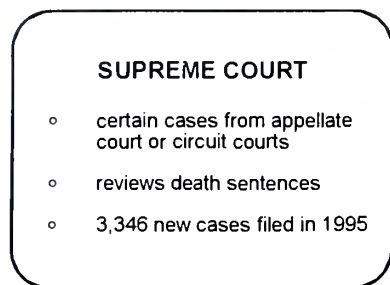 SUPREME COURT
° certain cases from appellate
court or circuit courts
° reviews death sentences
° 3,346 new cases filed in 1995